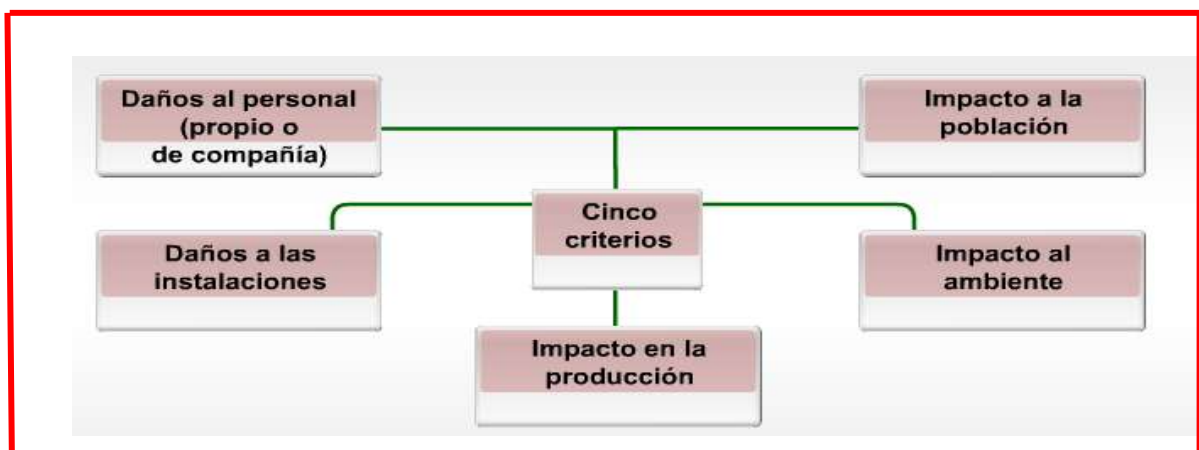 Daños al personal
(propio o
de compañía)
Impacto a la
población
Cinco
criterios
Daños a las
instalaciones
Impacto al
ambiente
Impacto en la
producción